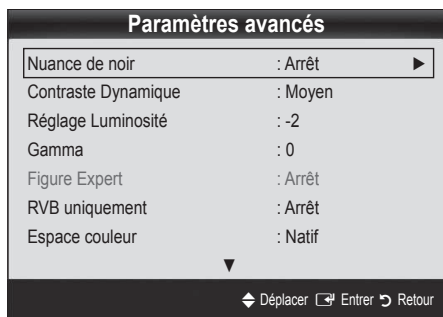 Paramètres avancés
Nuance de noir : Arrêt ►
Contraste Dynamique : Moyen
Réglage Luminosité : -2
Gamma : 0
Figure Expert : Arrêt
RVB uniquement : Arrêt
Espace couleur : Natif
▼
Déplacer Entrer Retour